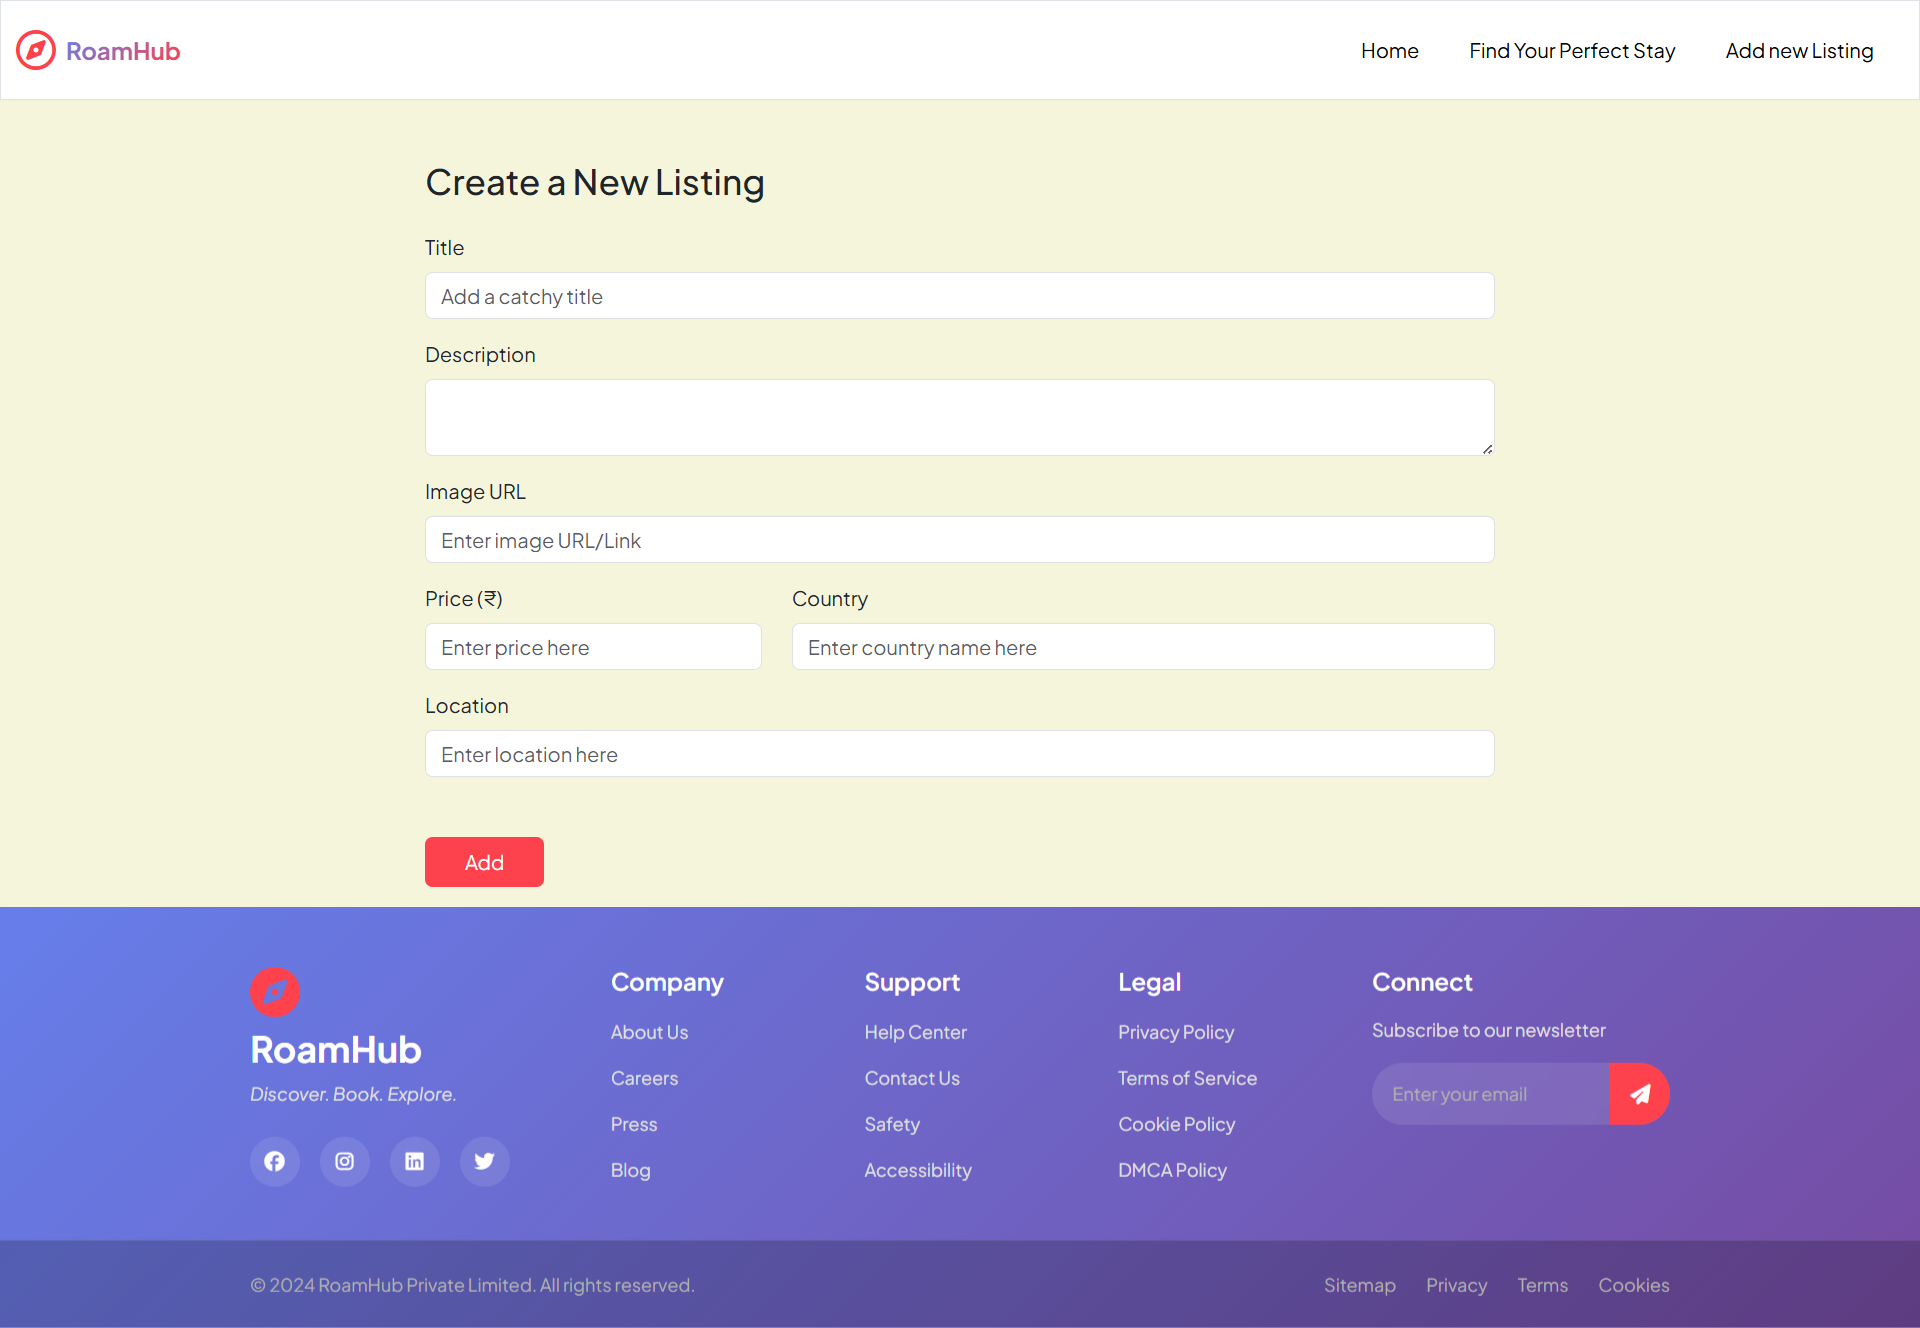 RoamHub
Home
Find Your Perfect Stay
Add new Listing
Create a New Listing
Title
Add a catchy title
Description
Image URL
Enter image URL/Link
Price (₹)
Country
Enter price here
Enter country name here
Location
Enter location here
Add
RoamHub
Discover. Book. Explore.
Company
About Us
Careers
Press
Blog
Support
Help Center
Contact Us
Safety
Accessibility
Legal
Privacy Policy
Terms of Service
Cookie Policy
DMCA Policy
Connect
Subscribe to our newsletter
Enter your email
© 2024 RoamHub Private Limited. All rights reserved.
Sitemap
Privacy
Terms
Cookies